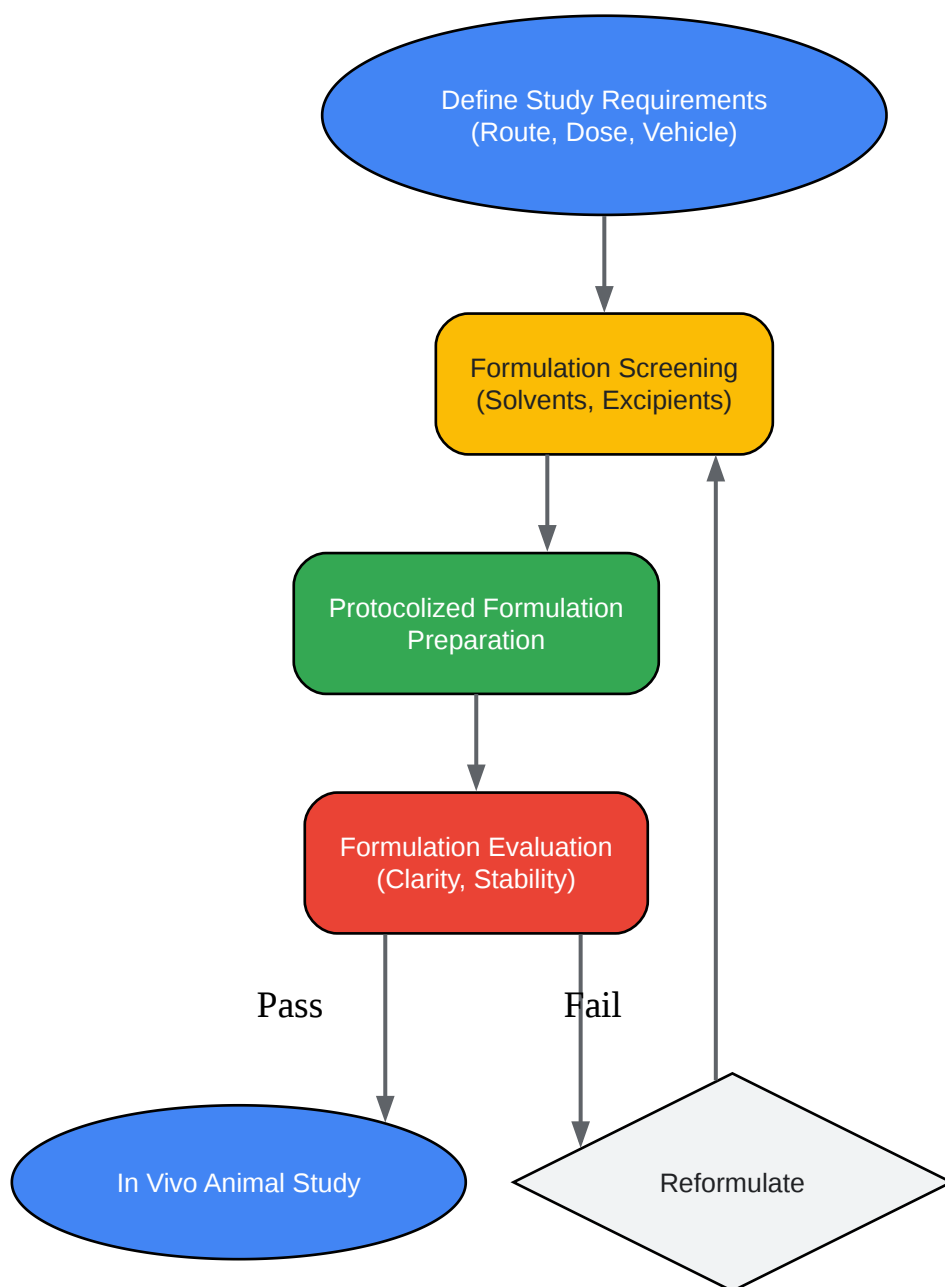 Define Study Requirements
(Route, Dose, Vehicle)
Formulation Screening
(Solvents, Excipients)
Protocolized Formulation
Preparation
Formulation Evaluation
(Clarity, Stability)
Pass
Fail
In Vivo Animal Study
Reformulate